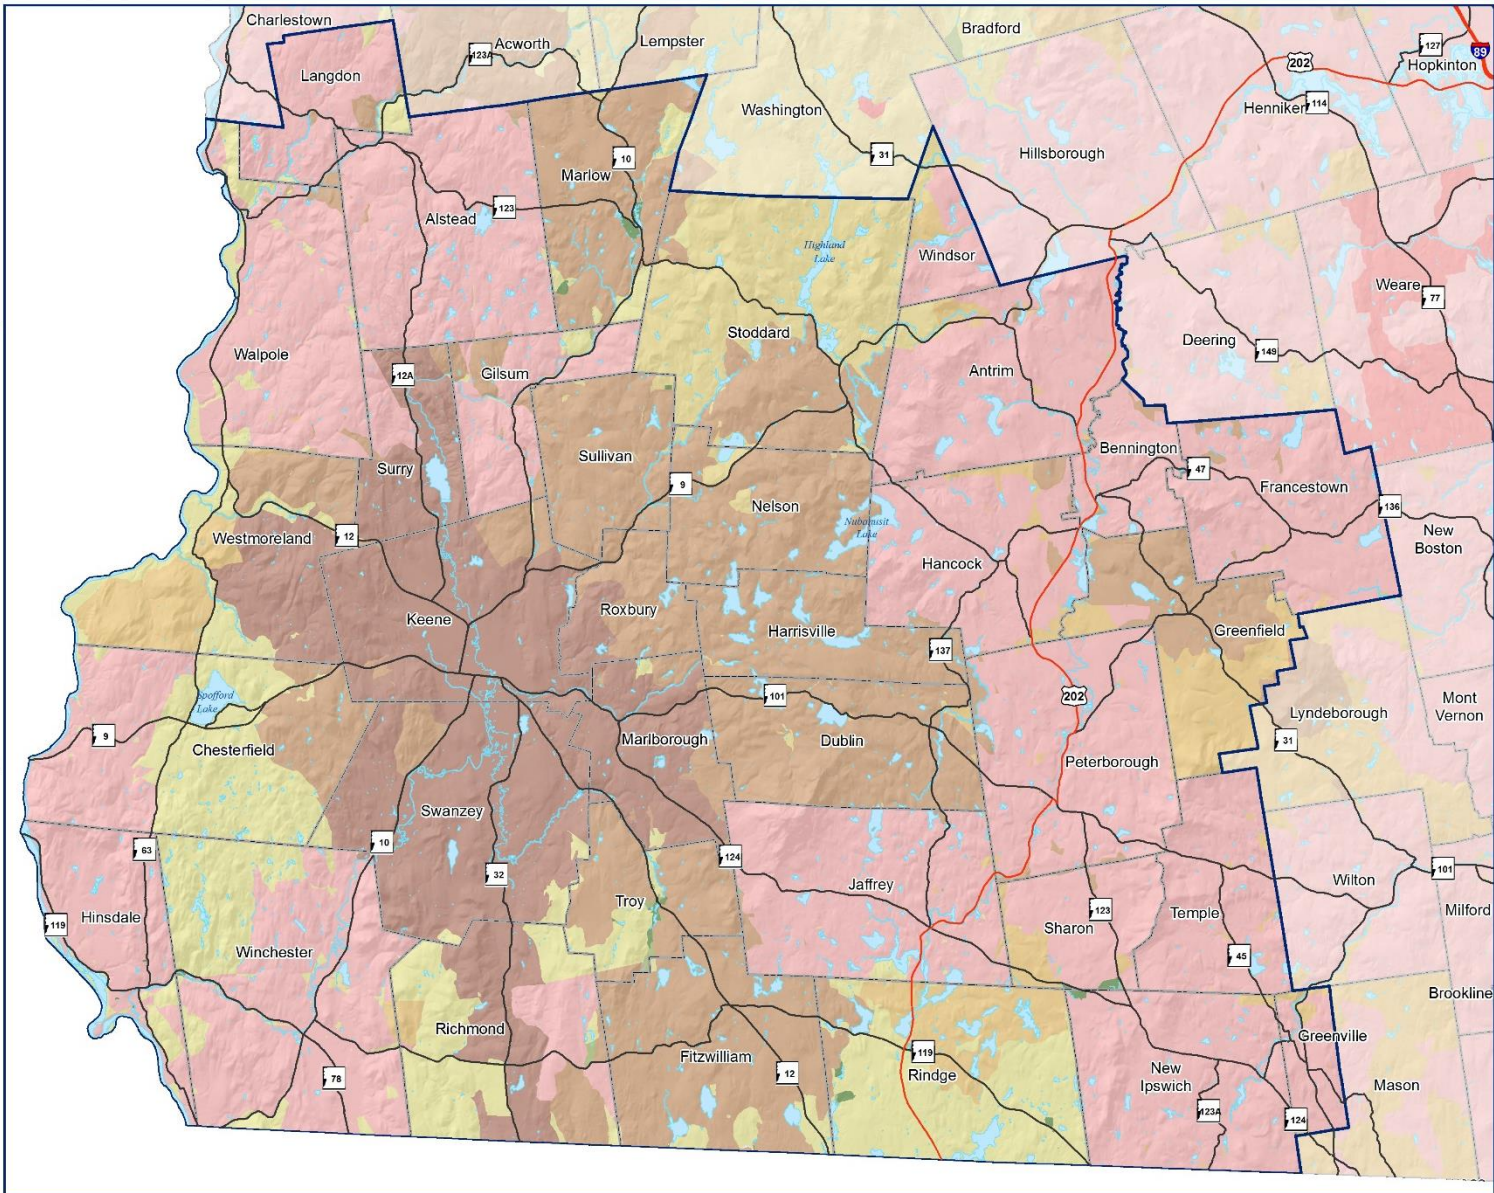 Charlestown
Bradford
Acworth
Lempster
127
123A
89
202
Hopkinton
Langdon
Washington
Henniker
114
31
Hillsborough
10
Marlow
123
Alstead
Highland
Lake
Windsor
Weare
77
Stoddard
Deering
149
Walpole
12A
Gilsum
Antrim
Bennington
Sullivan
Surry
47
9
Francestown
Nelson
136
Nubanusit
Lake
12
Westmoreland
New
Boston
Hancock
Roxbury
Keene
Harrisville
Greenfield
137
202
101
Spofford
Lake
Mont
Vernon
Lyndeborough
9
Marlborough
Dublin
31
Chesterfield
Peterborough
Swanzey
10
63
124
101
32
Jaffrey
Wilton
Troy
123
Milford
Hinsdale
119
Sharon
Temple
Winchester
45
Brookline
Richmond
Greenville
119
Fitzwilliam
Rindge
12
78
New
Ipswich
Mason
123A
124